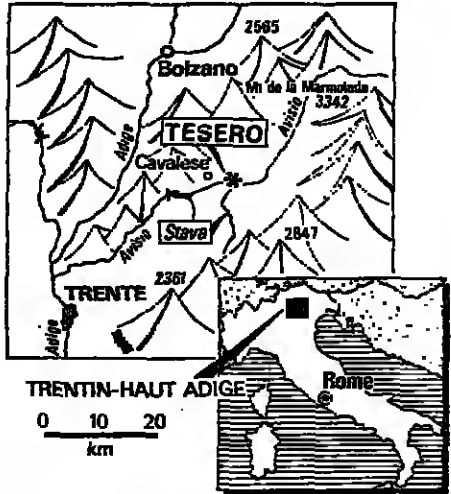 2565
Bolzano
Mt de la Marmolada
3342
TESERO
Adige
Avisio
Cavalese
Stava
Avisio
2847
2361
TRENTE
Adige
TRENTIN-HAUT ADIGE
Rome
0 10 20
km